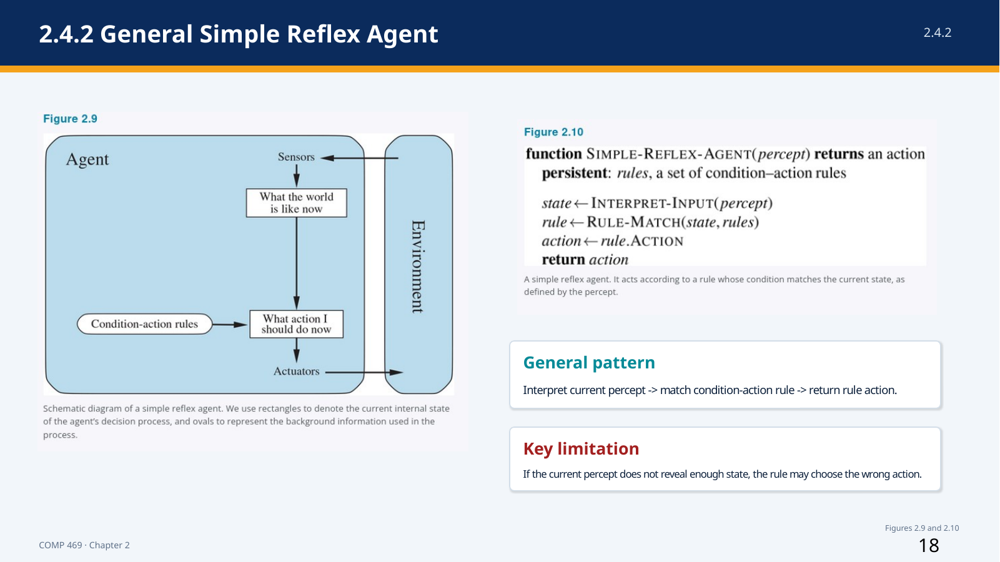 2.4.2 General Simple Reflex Agent
2.4.2
Figure 2.9
Agent
Sensors
What the world
is like now
Environment
Condition-action rules
What action I
should do now
Actuators
Schematic diagram of a simple reflex agent. We use rectangles to denote the current internal state
of the agent's decision process, and ovals to represent the background information used in the
process.
Figure 2.10
function SIMPLE-REFLEX-AGENT(percept) returns an action
persistent: rules, a set of condition–action rules
state ← INTERPRET-INPUT(percept)
rule ← RULE-MATCH(state, rules)
action ← rule.ACTION
return action
A simple reflex agent. It acts according to a rule whose condition matches the current state, as
defined by the percept.
General pattern
Interpret current percept -> match condition-action rule -> return rule action.
Key limitation
If the current percept does not reveal enough state, the rule may choose the wrong action.
Figures 2.9 and 2.10
COMP 469 · Chapter 2
18